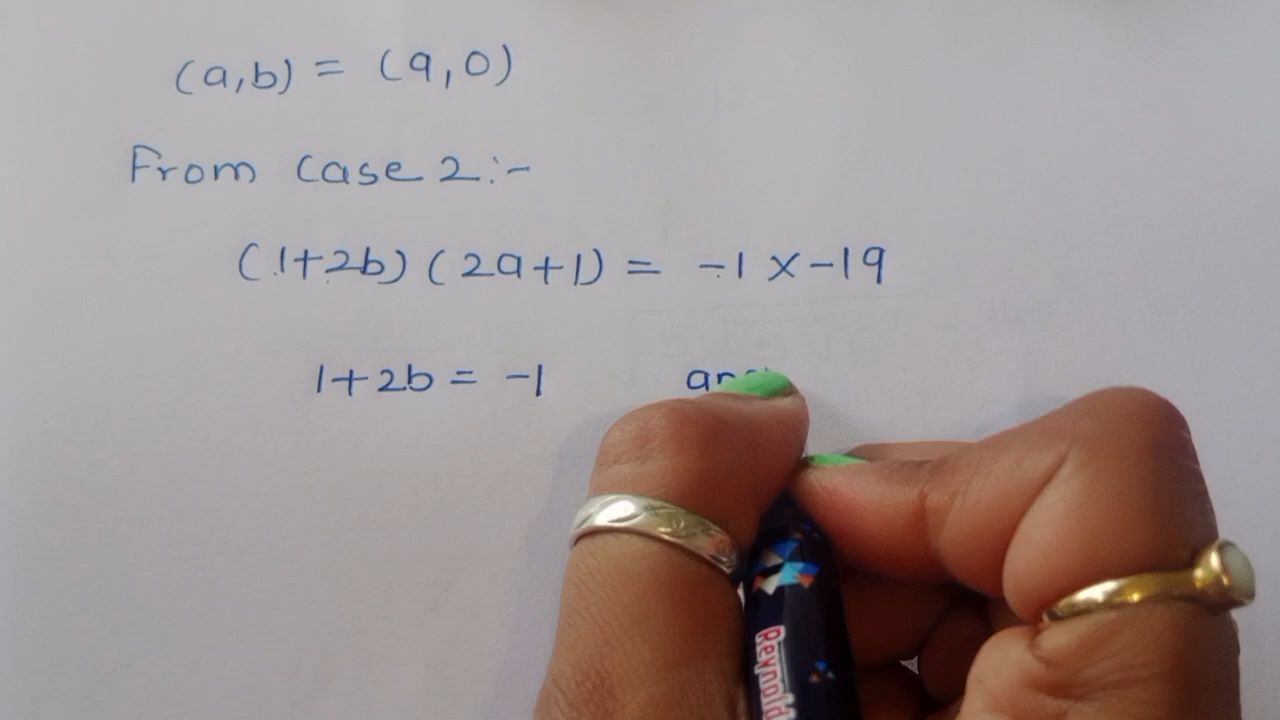 (a,b) = (9,0)
From case 2:-
(1+2b) (2a+1) = -1 x -19
1+2b = -1
Reynold